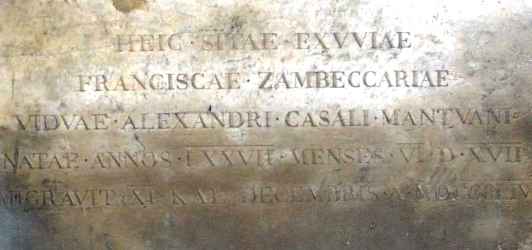 HEIC · SITAE · EXVVIAE
FRANCISCAE · ZAMBECCARIAE
VIDVAE · ALEXANDRI · CASALI · MANTVANI ·
NATAE · ANNOS · LXXVII · MENSES · VI · D · XVII
MIGRAVIT · XI · KAL · DECEMBRIS · A ·